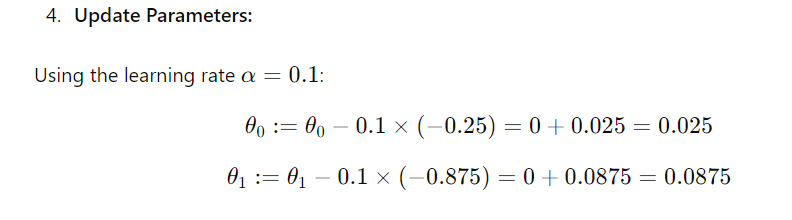 4. Update Parameters:
Using the learning rate α = 0.1:
θ₀ := θ₀ − 0.1 × (−0.25) = 0 + 0.025 = 0.025
θ₁ := θ₁ − 0.1 × (−0.875) = 0 + 0.0875 = 0.0875